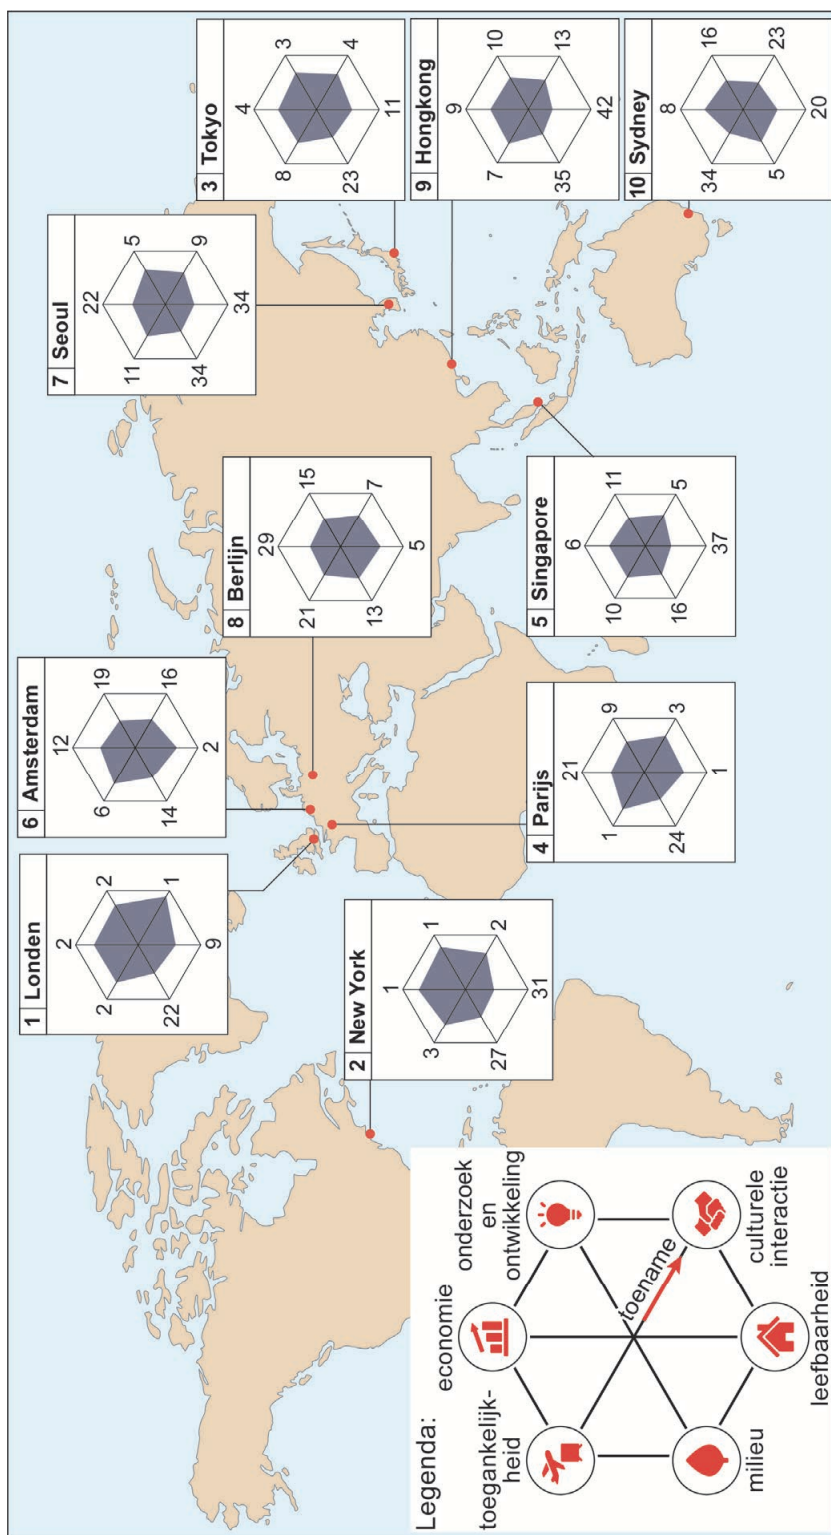 1 Londen
2
2 2
22 1
9
6 Amsterdam
12
6 19
14 16
2
7 Seoul
22
11 5
34 9
34
3 Tokyo
4
8 3
23 4
11
8 Berlijn
29
21 15
13 7
5
2 New York
1
3 1
27 2
31
4 Parijs
21
1 9
24 3
1
5 Singapore
6
10 11
16 5
37
9 Hongkong
9
7 10
35 13
42
10 Sydney
8
34 16
5 23
20
Legenda:
economie
toegankelijk-
heid
onderzoek
en
ontwikkeling
toename
milieu
culturele
interactie
leefbaarheid